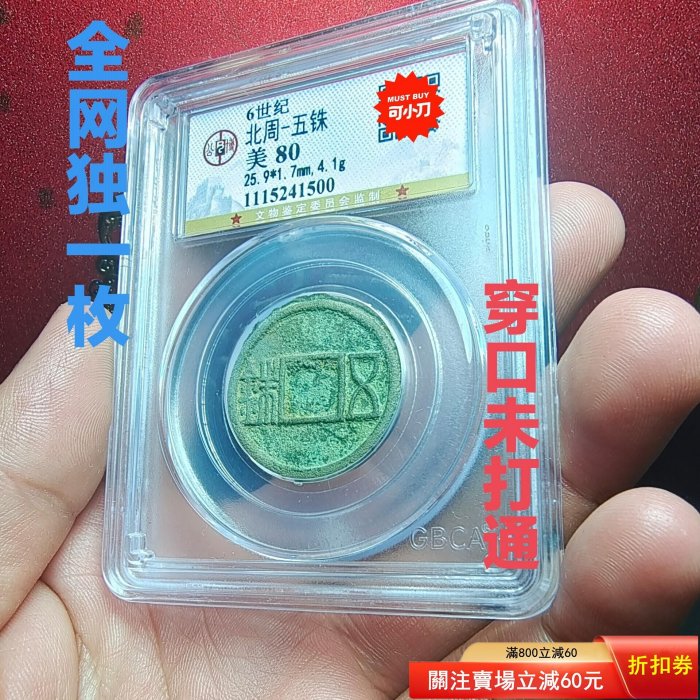 全网独一枚
6世纪
北周-五铢
美 80
25.9*1.7mm,4.1g
1115241500
文物鉴定委员会监制
MUST BUY
可小刀
五銖
穿口未打通
GBCA
滿800立減60
關注賣場立減60元
折扣券